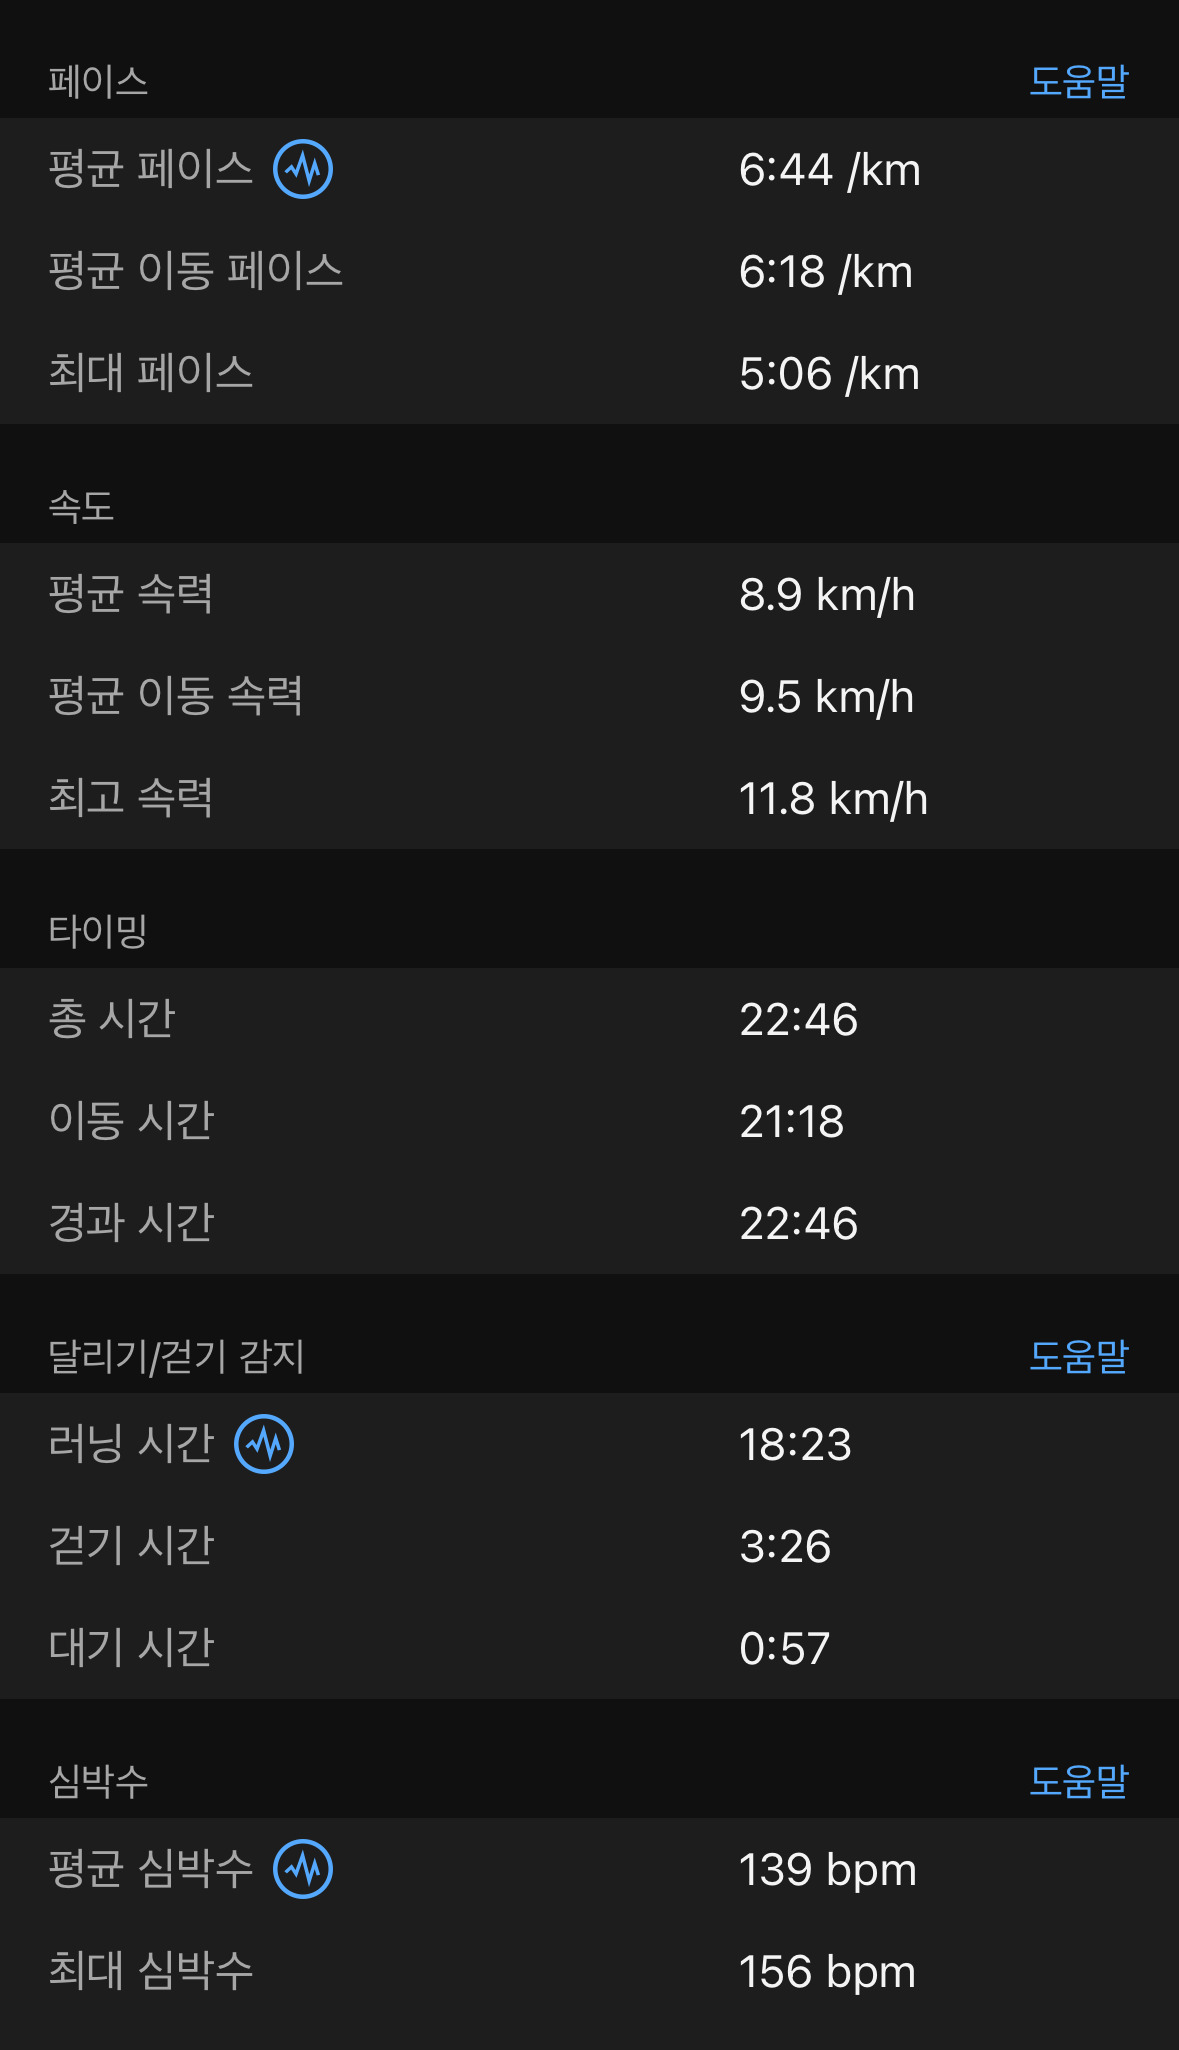 페이스 도움말
평균 페이스 6:44 /km
평균 이동 페이스 6:18 /km
최대 페이스 5:06 /km
속도
평균 속력 8.9 km/h
평균 이동 속력 9.5 km/h
최고 속력 11.8 km/h
타이밍
총 시간 22:46
이동 시간 21:18
경과 시간 22:46
달리기/걷기 감지 도움말
러닝 시간 18:23
걷기 시간 3:26
대기 시간 0:57
심박수 도움말
평균 심박수 139 bpm
최대 심박수 156 bpm